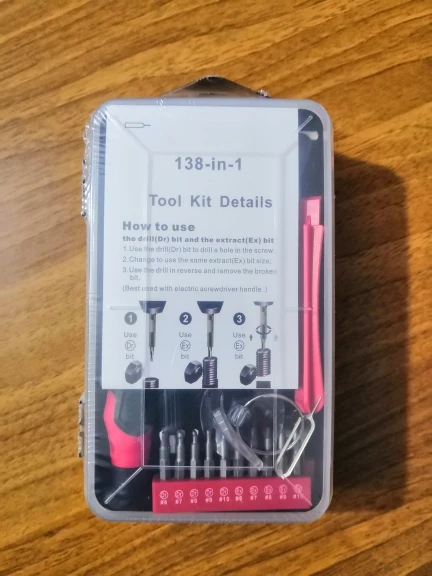 138-in-1
Tool Kit Details
How to use
the drill(Dr) bit and the extract(Ex) bit
1. Use the drill(Dr) bit to drill a hole in the screw
2. Change to use the same extract(Ex) bit size;
3. Use the drill in reverse and remove the broken
bit.
(Best used with electric screwdriver handle.)
1 2 3
Use Use Use
Dr Ex Ex
bit bit bit